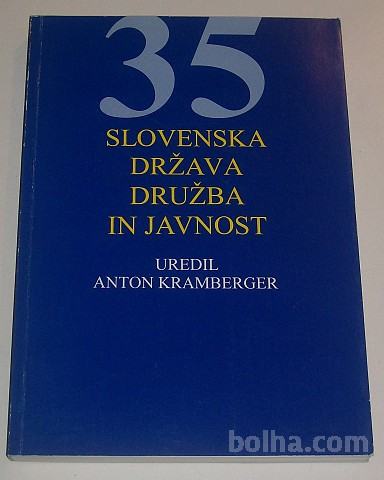 35
SLOVENSKA
DRŽAVA
DRUŽBA
IN JAVNOST
UREDIL
ANTON KRAMBERGER
bolha.com